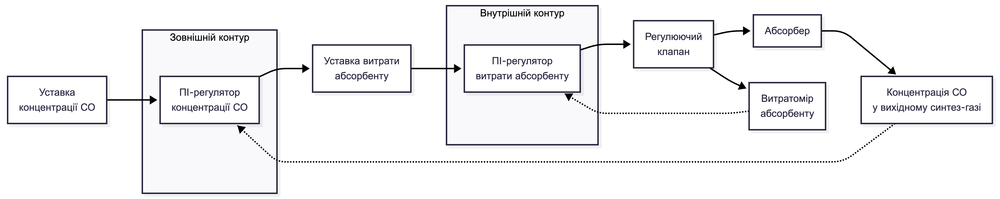 Уставка
концентрації CO
Зовнішній контур
ПІ-регулятор
концентрації CO
Уставка витрати
абсорбенту
Внутрішній контур
ПІ-регулятор
витрати абсорбенту
Регулюючий
клапан
Абсорбер
Витратомір
абсорбенту
Концентрація CO
у вихідному синтез-газі